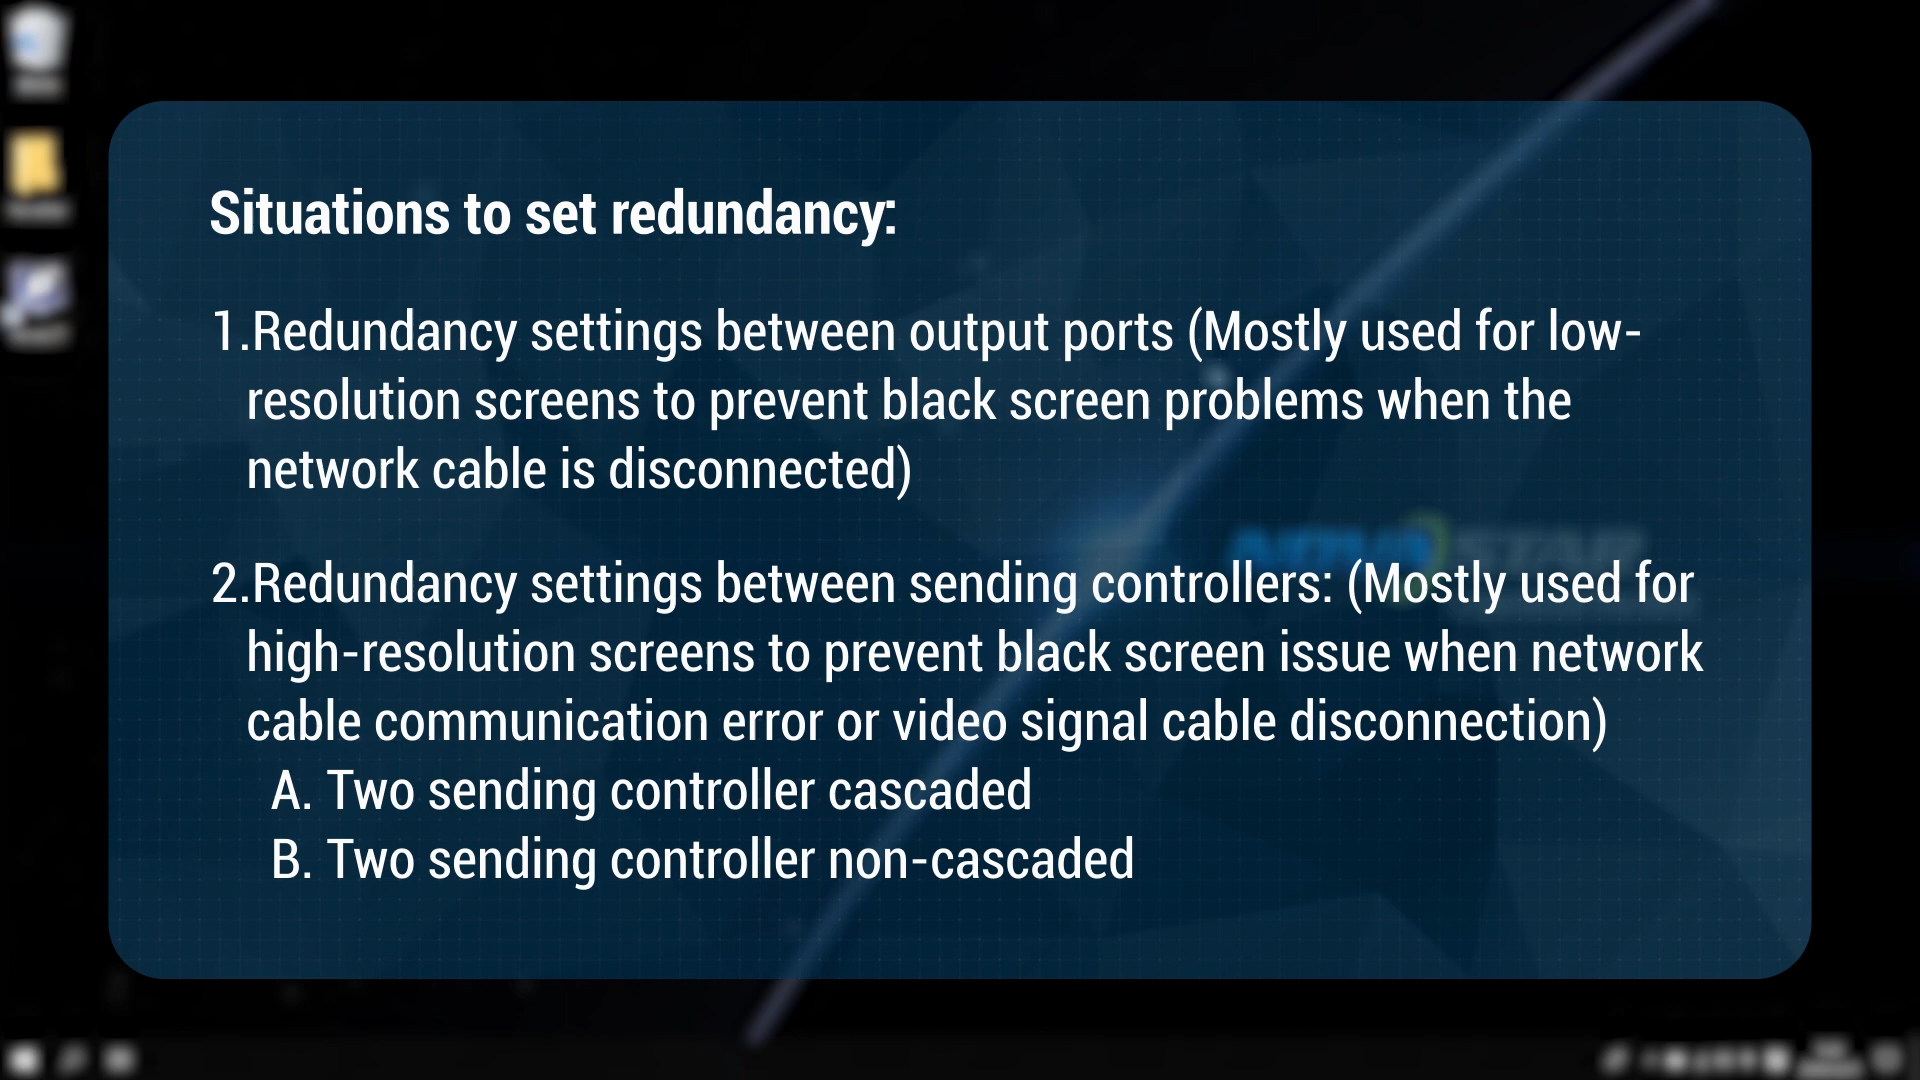 Situations to set redundancy:
1.Redundancy settings between output ports (Mostly used for low-
resolution screens to prevent black screen problems when the
network cable is disconnected)
2.Redundancy settings between sending controllers: (Mostly used for
high-resolution screens to prevent black screen issue when network
cable communication error or video signal cable disconnection)
A. Two sending controller cascaded
B. Two sending controller non-cascaded